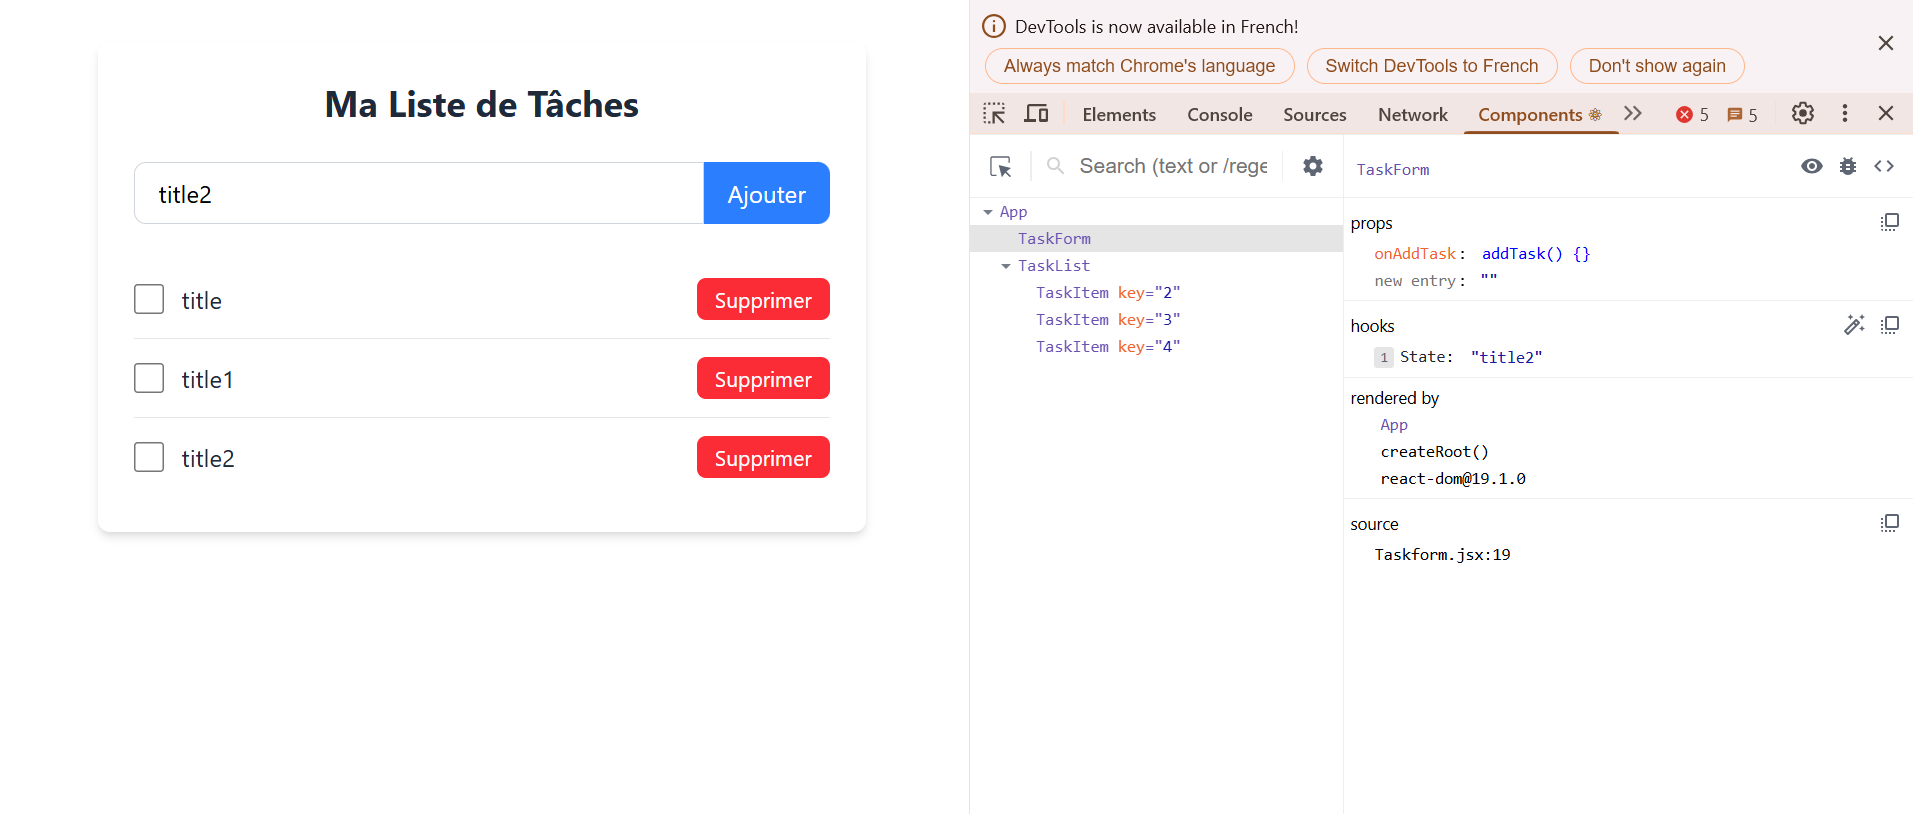 Ma Liste de Tâches
title2
Ajouter
title
Supprimer
title1
Supprimer
title2
Supprimer
DevTools is now available in French!
Always match Chrome's language
Switch DevTools to French
Don't show again
Elements
Console
Sources
Network
Components
5
5
Search (text or /rege
App
TaskForm
TaskList
TaskItem key="2"
TaskItem key="3"
TaskItem key="4"
TaskForm
props
onAddTask: addTask() {}
new entry: ""
hooks
1 State: "title2"
rendered by
App
createRoot()
react-dom@19.1.0
source
Taskform.jsx:19